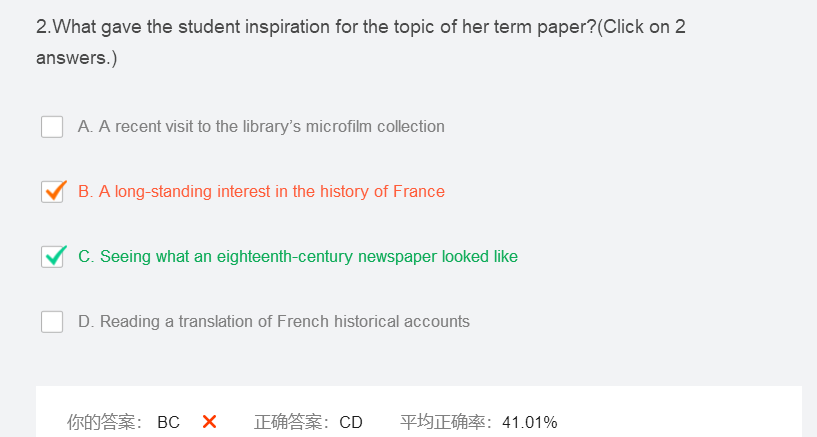 2.What gave the student inspiration for the topic of her term paper?(Click on 2
answers.)
A. A recent visit to the library's microfilm collection
B. A long-standing interest in the history of France
C. Seeing what an eighteenth-century newspaper looked like
D. Reading a translation of French historical accounts
你的答案： BC 正确答案：CD 平均正确率：41.01%